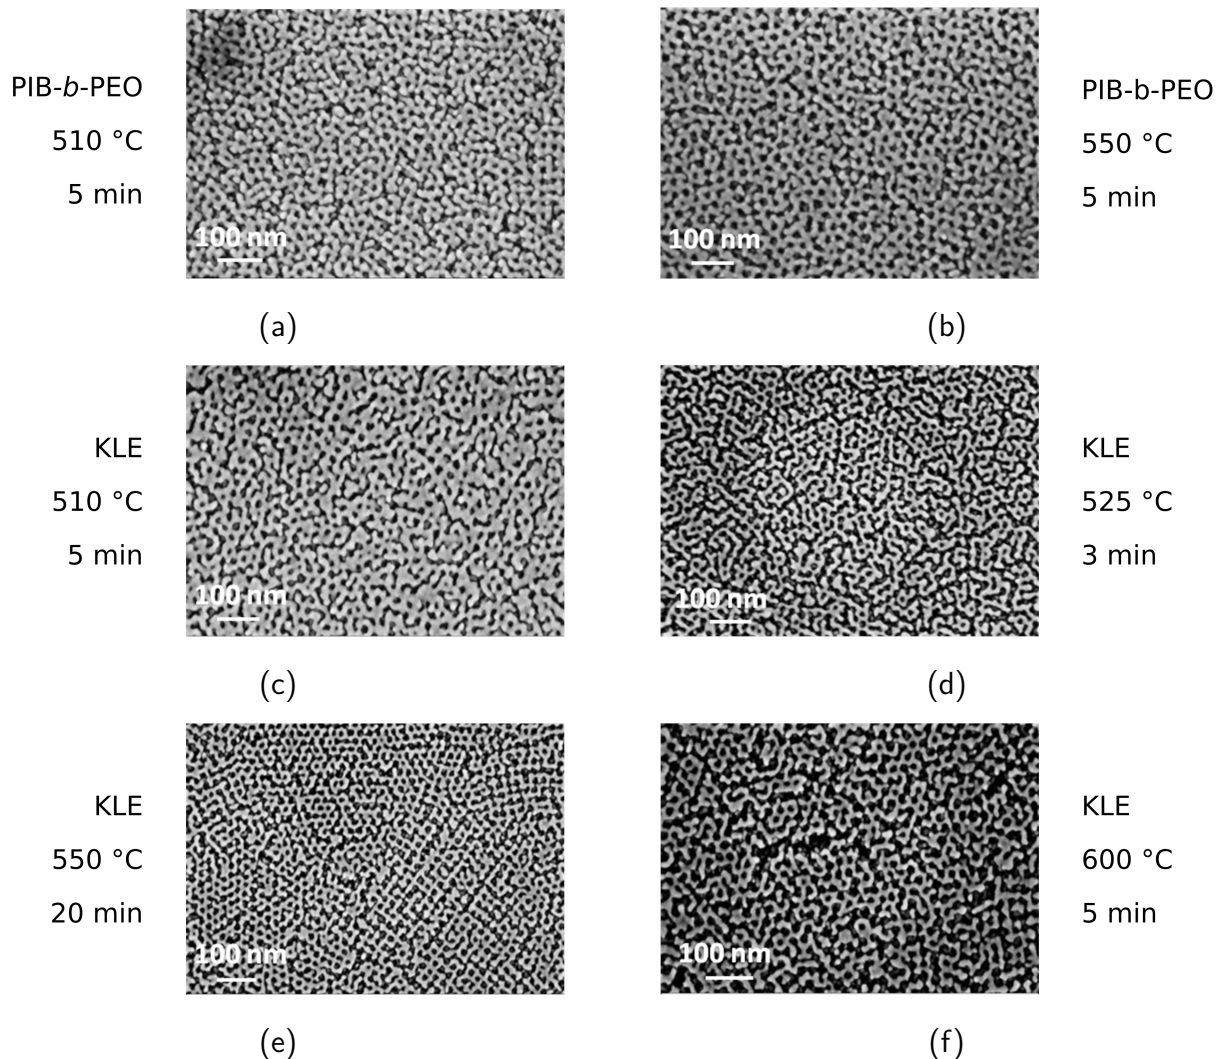 PIB-b-PEO
510 °C
5 min
100 nm
(a)
PIB-b-PEO
550 °C
5 min
100 nm
(b)
KLE
510 °C
5 min
100 nm
(c)
KLE
525 °C
3 min
100 nm
(d)
KLE
550 °C
20 min
100 nm
(e)
KLE
600 °C
5 min
100 nm
(f)